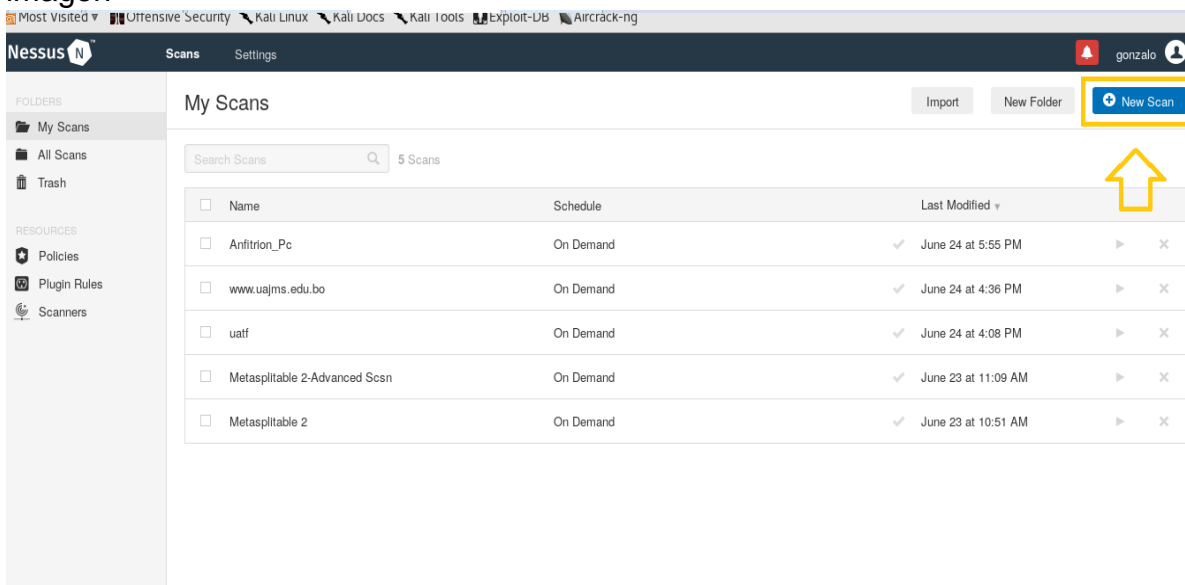 imagen
Most Visited Offensive Security Kali Linux Kali Docs Kali Tools Exploit-DB Aircrack-ng
Nessus N Scans Settings gonzalo
FOLDERS
My Scans
All Scans
Trash
RESOURCES
Policies
Plugin Rules
Scanners
My Scans
Import New Folder New Scan
Search Scans 5 Scans
Name Schedule Last Modified
Anfitrion_Pc On Demand June 24 at 5:55 PM
www.uajms.edu.bo On Demand June 24 at 4:36 PM
uatf On Demand June 24 at 4:08 PM
Metasplitable 2-Advanced Scsn On Demand June 23 at 11:09 AM
Metasplitable 2 On Demand June 23 at 10:51 AM